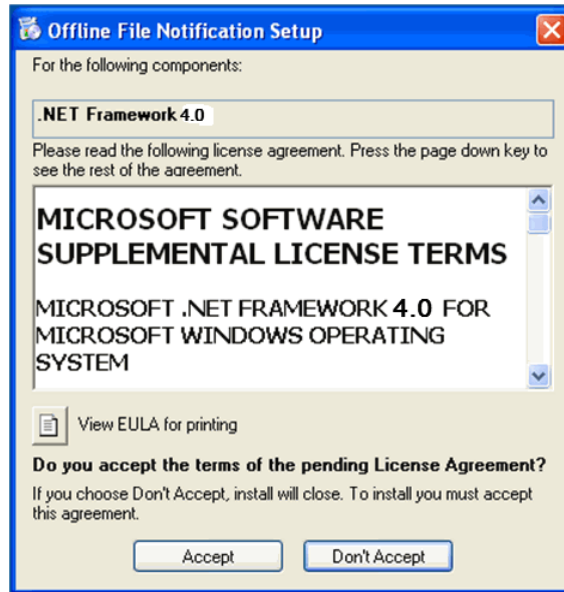 Offline File Notification Setup
For the following components:
.NET Framework 4.0
Please read the following license agreement. Press the page down key to
see the rest of the agreement.
MICROSOFT SOFTWARE
SUPPLEMENTAL LICENSE TERMS
MICROSOFT .NET FRAMEWORK 4.0 FOR
MICROSOFT WINDOWS OPERATING
SYSTEM
View EULA for printing
Do you accept the terms of the pending License Agreement?
If you choose Don't Accept, install will close. To install you must accept
this agreement.
Accept Don't Accept